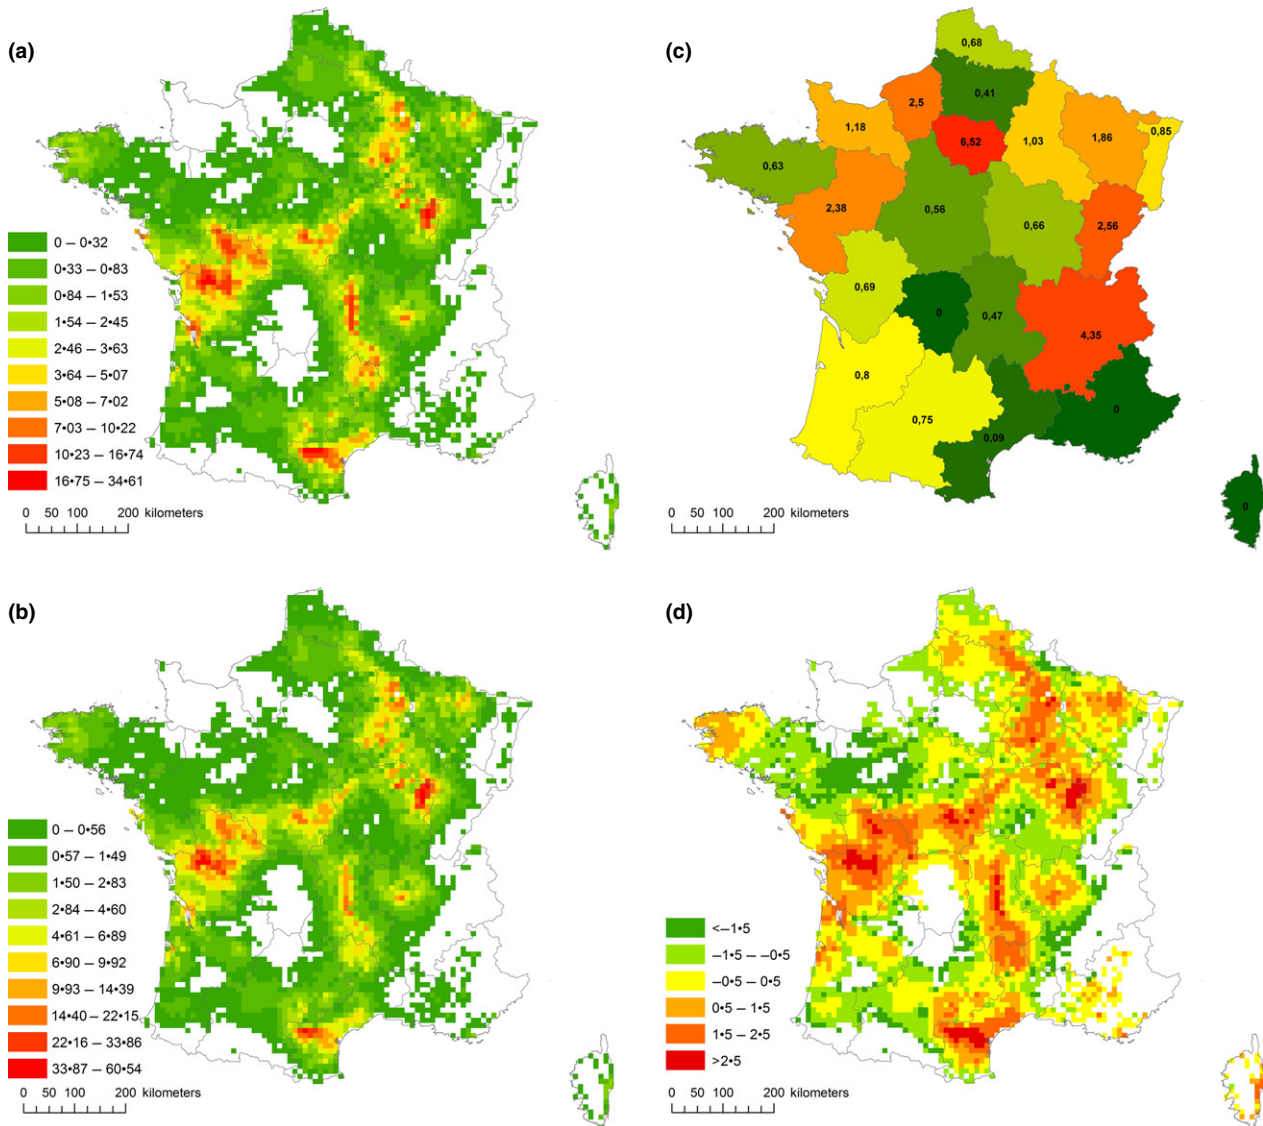 (a)
0 – 0•32
0•33 – 0•83
0•84 – 1•53
1•54 – 2•45
2•46 – 3•63
3•64 – 5•07
5•08 – 7•02
7•03 – 10•22
10•23 – 16•74
16•75 – 34•61
0 50 100 200 kilometers
(c)
0,68
0,41
2,5
1,18
6,52
1,03
1,86
0,85
0,63
2,38
0,56
0,66
2,56
0,69
0
0,47
4,35
0,8
0,75
0,09
0
0
0 50 100 200 kilometers
(b)
0 – 0•56
0•57 – 1•49
1•50 – 2•83
2•84 – 4•60
4•61 – 6•89
6•90 – 9•92
9•93 – 14•39
14•40 – 22•15
22•16 – 33•86
33•87 – 60•54
0 50 100 200 kilometers
(d)
<–1•5
–1•5 – –0•5
–0•5 – 0•5
0•5 – 1•5
1•5 – 2•5
>2•5
0 50 100 200 kilometers